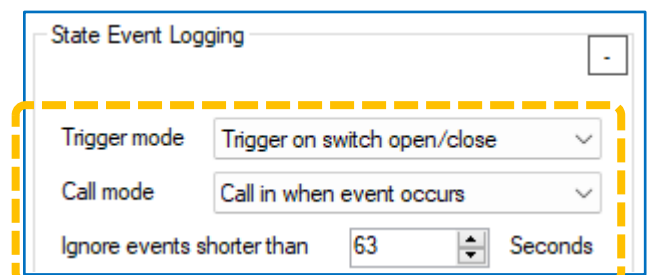 State Event Logging
-
Trigger mode Trigger on switch open/close
Call mode Call in when event occurs
Ignore events shorter than 63 Seconds